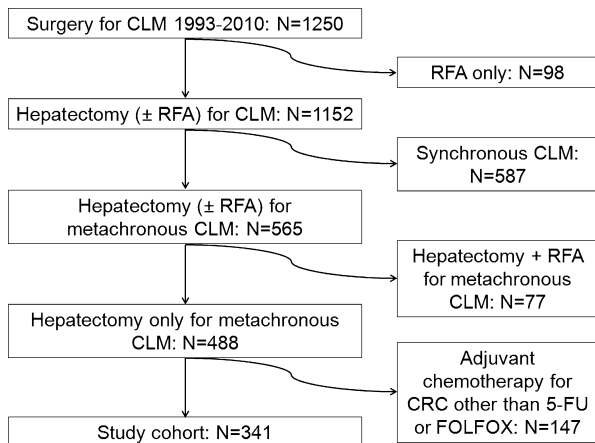 Surgery for CLM 1993-2010: N=1250
RFA only: N=98
Hepatectomy (± RFA) for CLM: N=1152
Synchronous CLM:
N=587
Hepatectomy (± RFA) for
metachronous CLM: N=565
Hepatectomy + RFA
for metachronous
CLM: N=77
Hepatectomy only for metachronous
CLM: N=488
Adjuvant
chemotherapy for
CRC other than 5-FU
or FOLFOX: N=147
Study cohort: N=341